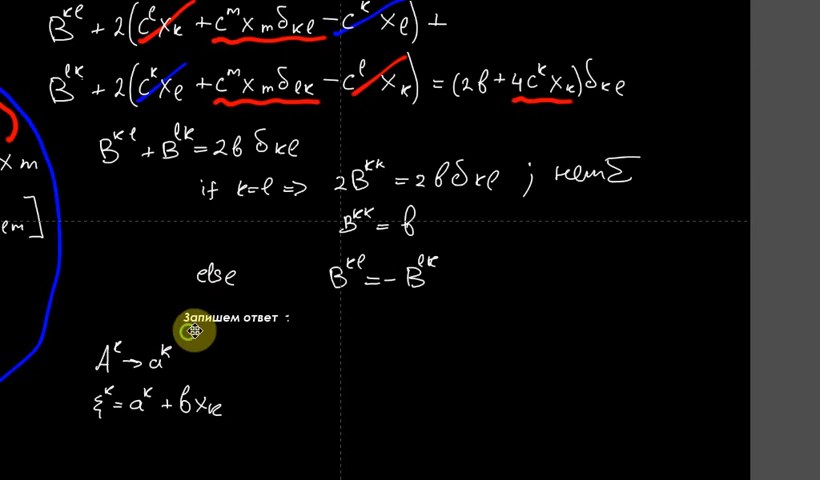 B^{kl} + 2(c^l x_k + c^m x_m δ_{kl} − c^k x_l) +
B^{lk} + 2(c^k x_l + c^m x_m δ_{lk} − c^l x_k) = (2b + 4c^k x_k)δ_{kl}
x m
em]
B^{kl} + B^{lk} = 2b δ_{kl}
if k=l => 2B^{kk} = 2b δ_{kl} ; нет Σ
B^{kk} = b
else B^{kl} = − B^{lk}
Запишем ответ :
A^k → a^k
ξ^k = a^k + b x_k